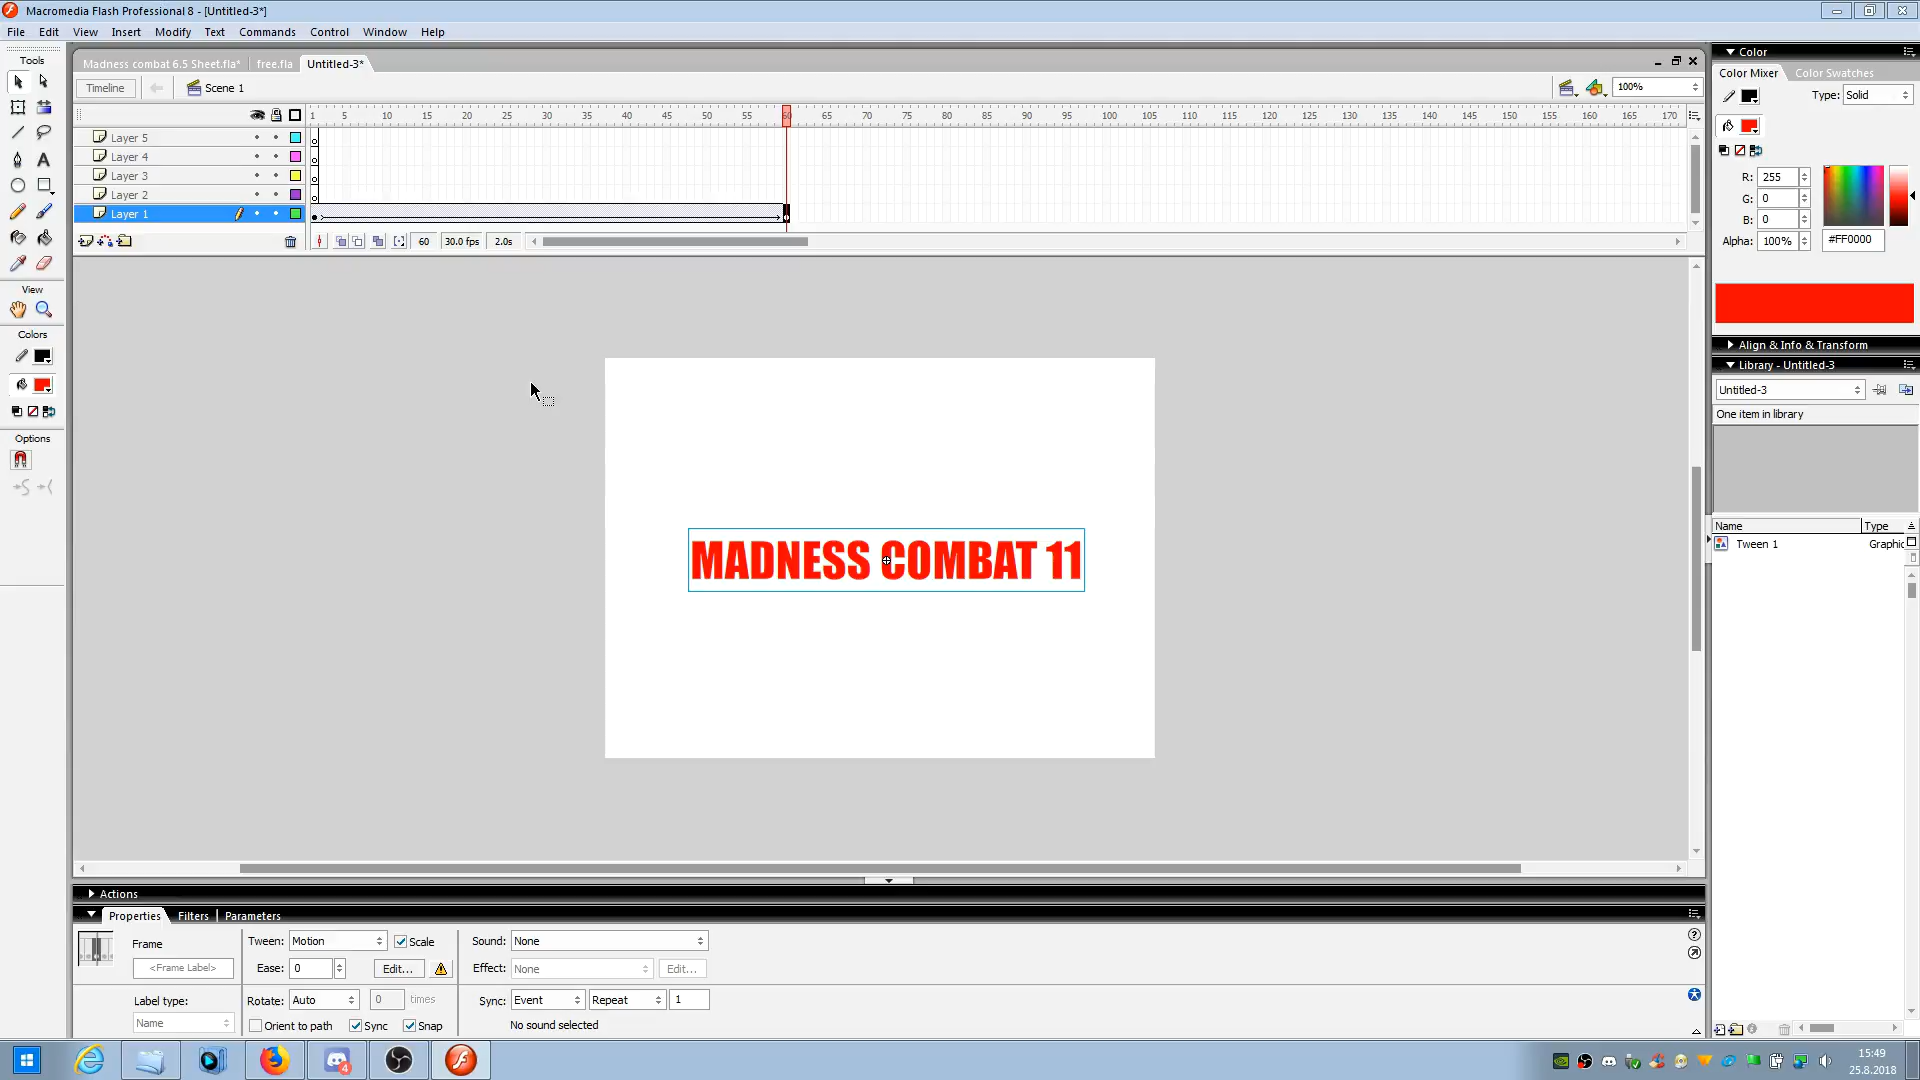 Macromedia Flash Professional 8 - [Untitled-3*]
File Edit View Insert Modify Text Commands Control Window Help
Tools
Madness combat 6.5 Sheet.fla* free.fla Untitled-3*
Timeline Scene 1 100%
1 5 10 15 20 25 30 35 40 45 50 55 60 65 70 75 80 85 90 95 100 105 110 115 120 125 130 135 140 145 150 155 160 165 170
Layer 5
Layer 4
Layer 3
Layer 2
Layer 1
60 30.0 fps 2.0s
View
Colors
Options
MADNESS COMBAT 11
Color
Color Mixer Color Swatches
Type: Solid
R: 255
G: 0
B: 0
Alpha: 100% #FF0000
Align & Info & Transform
Library - Untitled-3
Untitled-3
One item in library
Name Type
Tween 1 Graphic
Actions
Properties Filters Parameters
Frame
<Frame Label>
Label type:
Name
Tween: Motion Scale
Ease: 0 Edit...
Rotate: Auto 0 times
Orient to path Sync Snap
Sound: None
Effect: None Edit...
Sync: Event Repeat 1
No sound selected
4
15:49
25.8.2018